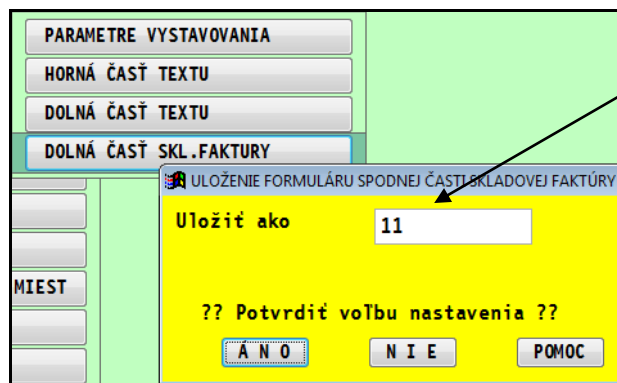 PARAMETRE VYSTAVOVANIA
HORNÁ ČASŤ TEXTU
DOLNÁ ČASŤ TEXTU
DOLNÁ ČASŤ SKL.FAKTURY
ULOŽENIE FORMULÁRU SPODNEJ ČASTI SKLADOVEJ FAKTÚRY
Uložiť ako 11
MIEST
?? Potvrdiť voľbu nastavenia ??
Á N O N I E POMOC